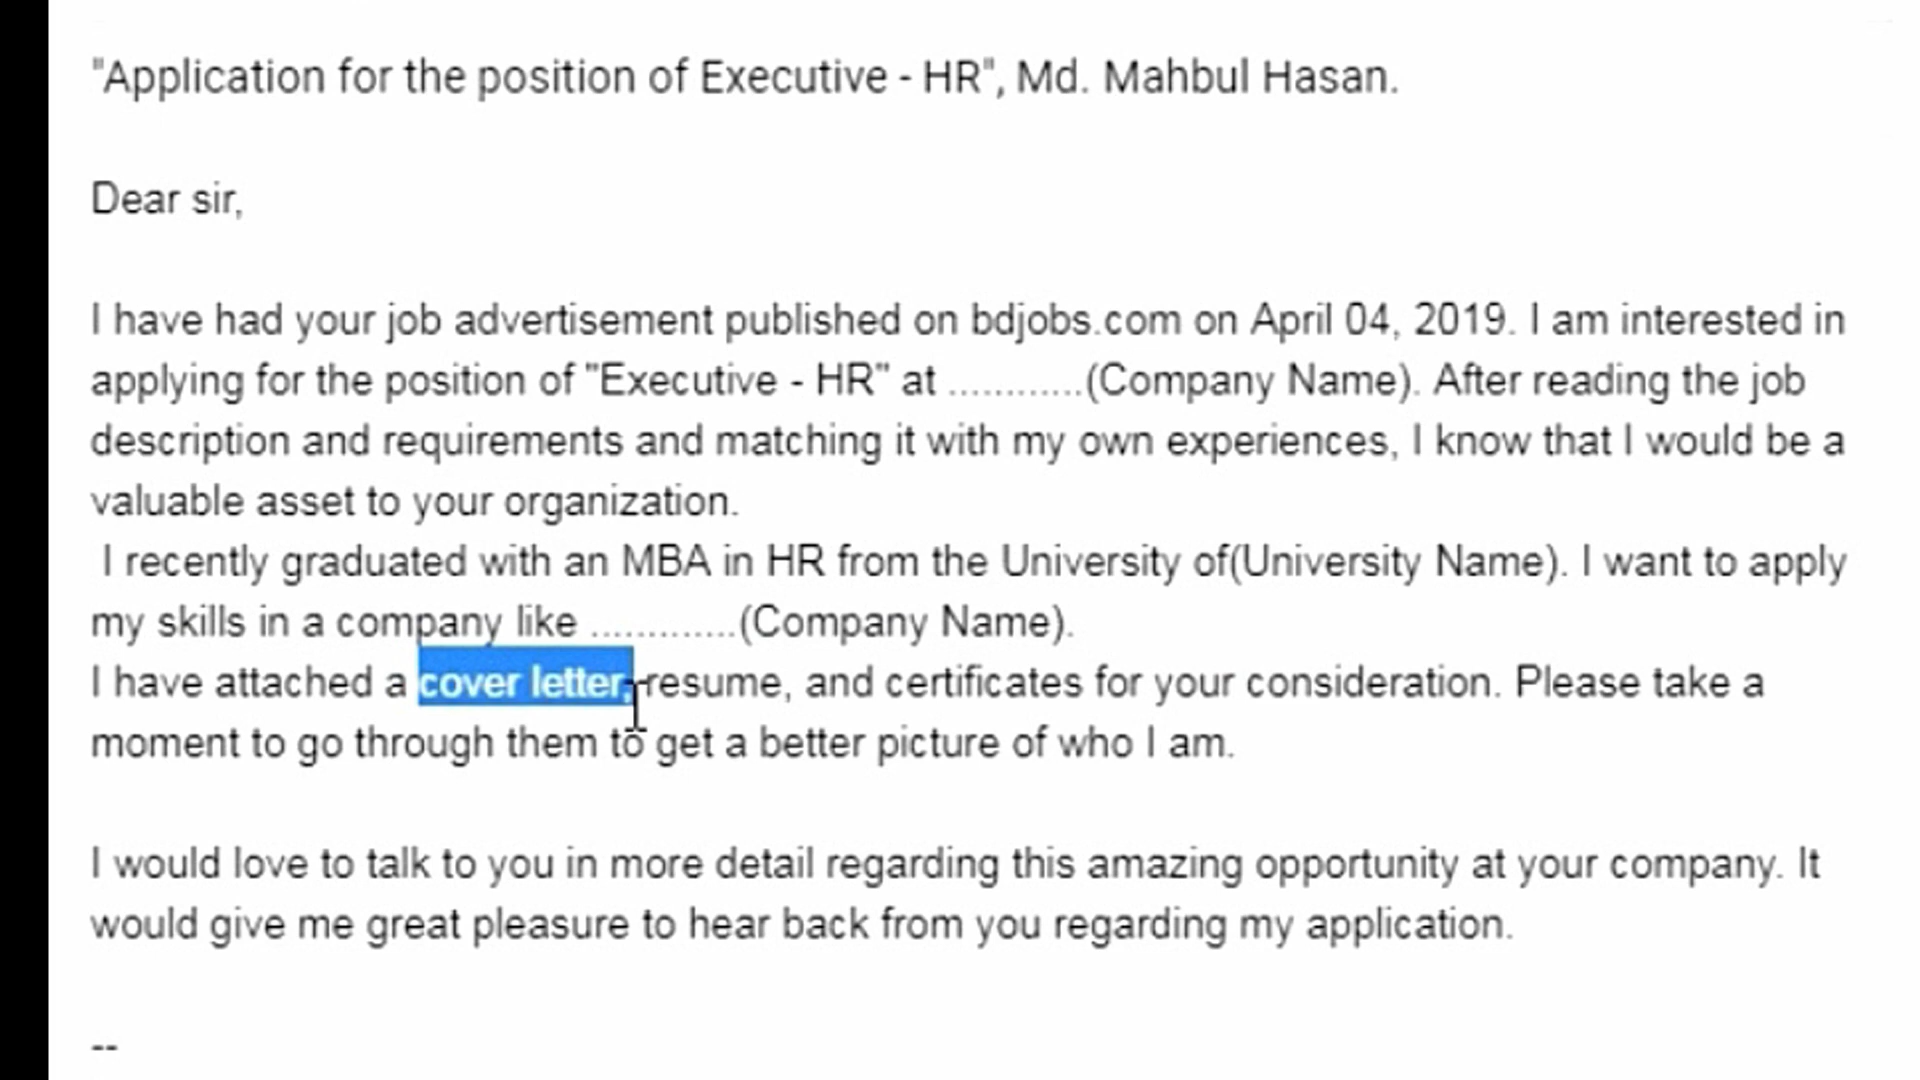 "Application for the position of Executive - HR", Md. Mahbul Hasan.
Dear sir,
I have had your job advertisement published on bdjobs.com on April 04, 2019. I am interested in
applying for the position of "Executive - HR" at ............(Company Name). After reading the job
description and requirements and matching it with my own experiences, I know that I would be a
valuable asset to your organization.
I recently graduated with an MBA in HR from the University of(University Name). I want to apply
my skills in a company like .............(Company Name).
I have attached a cover letter, resume, and certificates for your consideration. Please take a
moment to go through them to get a better picture of who I am.
I would love to talk to you in more detail regarding this amazing opportunity at your company. It
would give me great pleasure to hear back from you regarding my application.
--